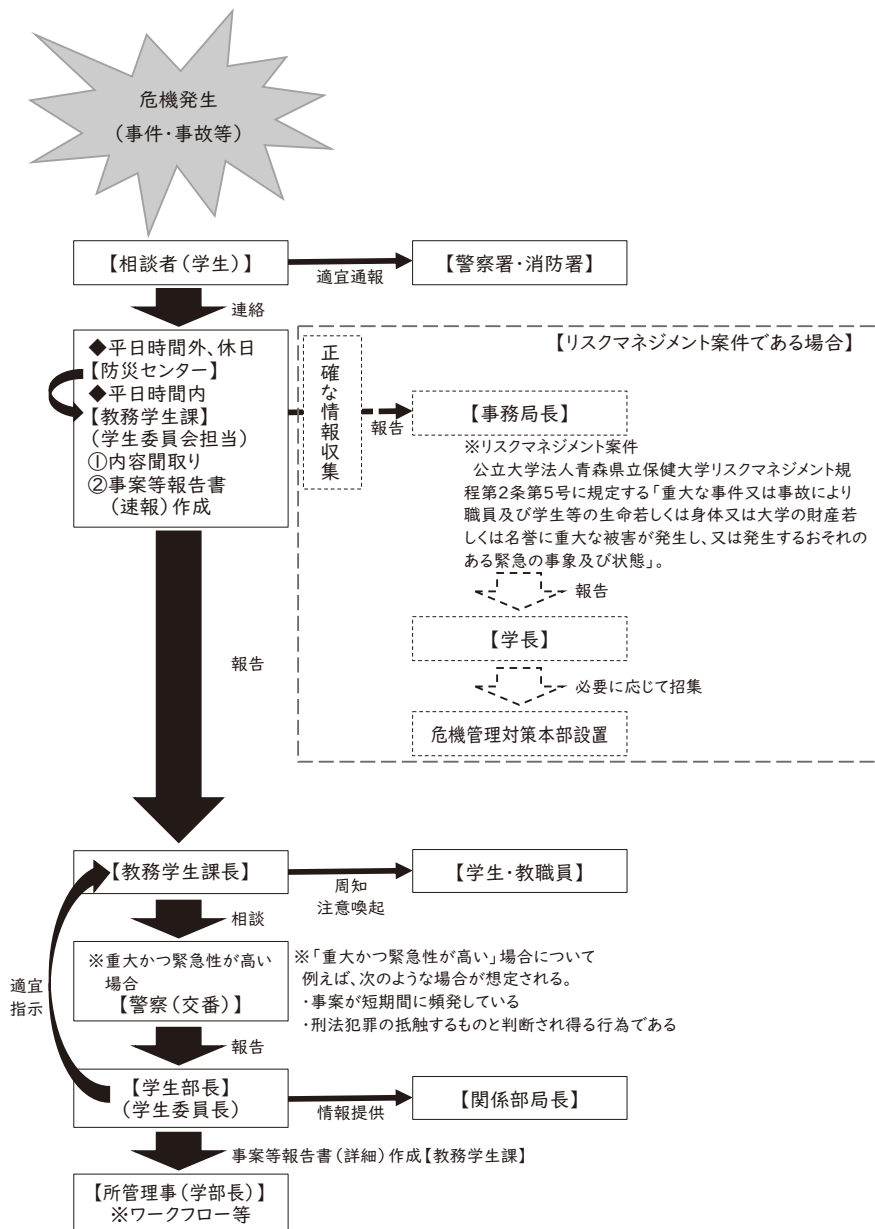 危機発生
(事件・事故等)
【相談者(学生)】
適宜通報
【警察署・消防署】
連絡
◆平日時間外、休日
【防災センター】
◆平日時間内
【教務学生課】
(学生委員会担当)
①内容聞取り
②事案等報告書
(速報)作成
正確な情報収集
報告
【リスクマネジメント案件である場合】
【事務局長】
※リスクマネジメント案件
公立大学法人青森県立保健大学リスクマネジメント規
程第2条第5号に規定する「重大な事件又は事故により
職員及び学生等の生命若しくは身体又は大学の財産若
しくは名誉に重大な被害が発生し、又は発生するおそれの
ある緊急の事象及び状態」。
報告
【学長】
必要に応じて招集
危機管理対策本部設置
報告
【教務学生課長】
周知
注意喚起
【学生・教職員】
相談
※重大かつ緊急性が高い
場合
【警察(交番)】
※「重大かつ緊急性が高い」場合について
例えば、次のような場合が想定される。
・事案が短期間に頻発している
・刑法犯罪の抵触するものと判断され得る行為である
適宜
指示
報告
【学生部長】
(学生委員長)
情報提供
【関係部局長】
事案等報告書(詳細)作成【教務学生課】
【所管理事(学部長)】
※ワークフロー等